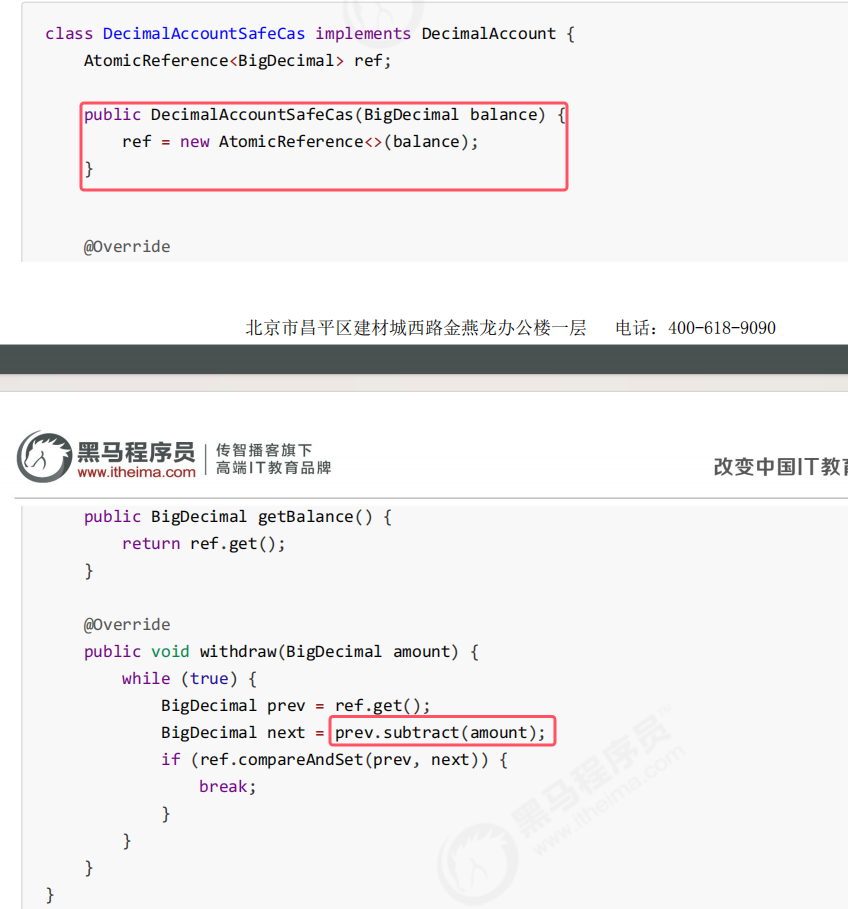 class DecimalAccountSafeCas implements DecimalAccount {
    AtomicReference<BigDecimal> ref;
    public DecimalAccountSafeCas(BigDecimal balance) {
        ref = new AtomicReference<>(balance);
    }
    @Override
北京市昌平区建材城西路金燕龙办公楼一层 电话：400-618-9090
黑马程序员
www.itheima.com
传智播客旗下
高端IT教育品牌
改变中国IT教育
    public BigDecimal getBalance() {
        return ref.get();
    }
    @Override
    public void withdraw(BigDecimal amount) {
        while (true) {
            BigDecimal prev = ref.get();
            BigDecimal next = prev.subtract(amount);
            if (ref.compareAndSet(prev, next)) {
                break;
            }
        }
    }
}
黑马程序员™
www.itheima.com